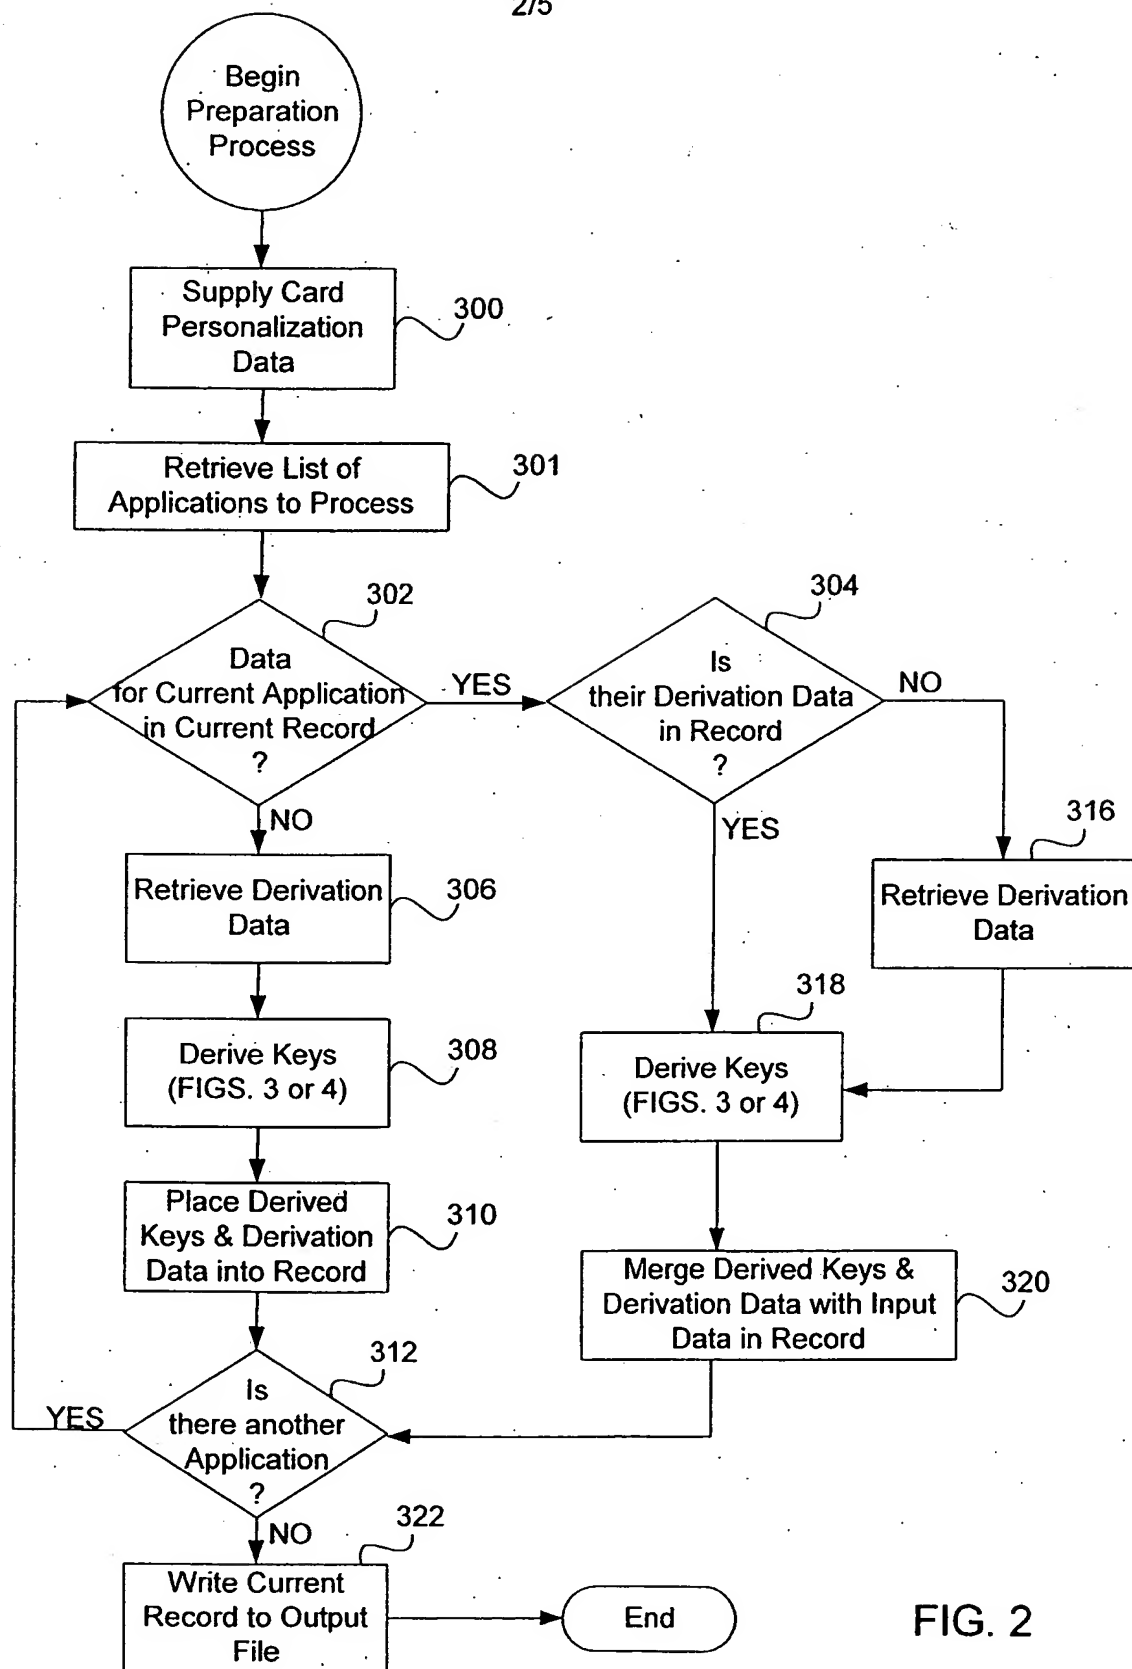 2/5
Begin
Preparation
Process
Supply Card
Personalization
Data
300
Retrieve List of
Applications to Process
301
302
Data
for Current Application
in Current Record
?
YES
NO
304
Is
their Derivation Data
in Record
?
NO
YES
316
Retrieve Derivation
Data
Retrieve Derivation
Data
306
318
Derive Keys
(FIGS. 3 or 4)
308
Derive Keys
(FIGS. 3 or 4)
Place Derived
Keys & Derivation
Data into Record
310
Merge Derived Keys &
Derivation Data with Input
Data in Record
320
312
Is
there another
Application
?
YES
NO
322
Write Current
Record to Output
File
End
FIG. 2